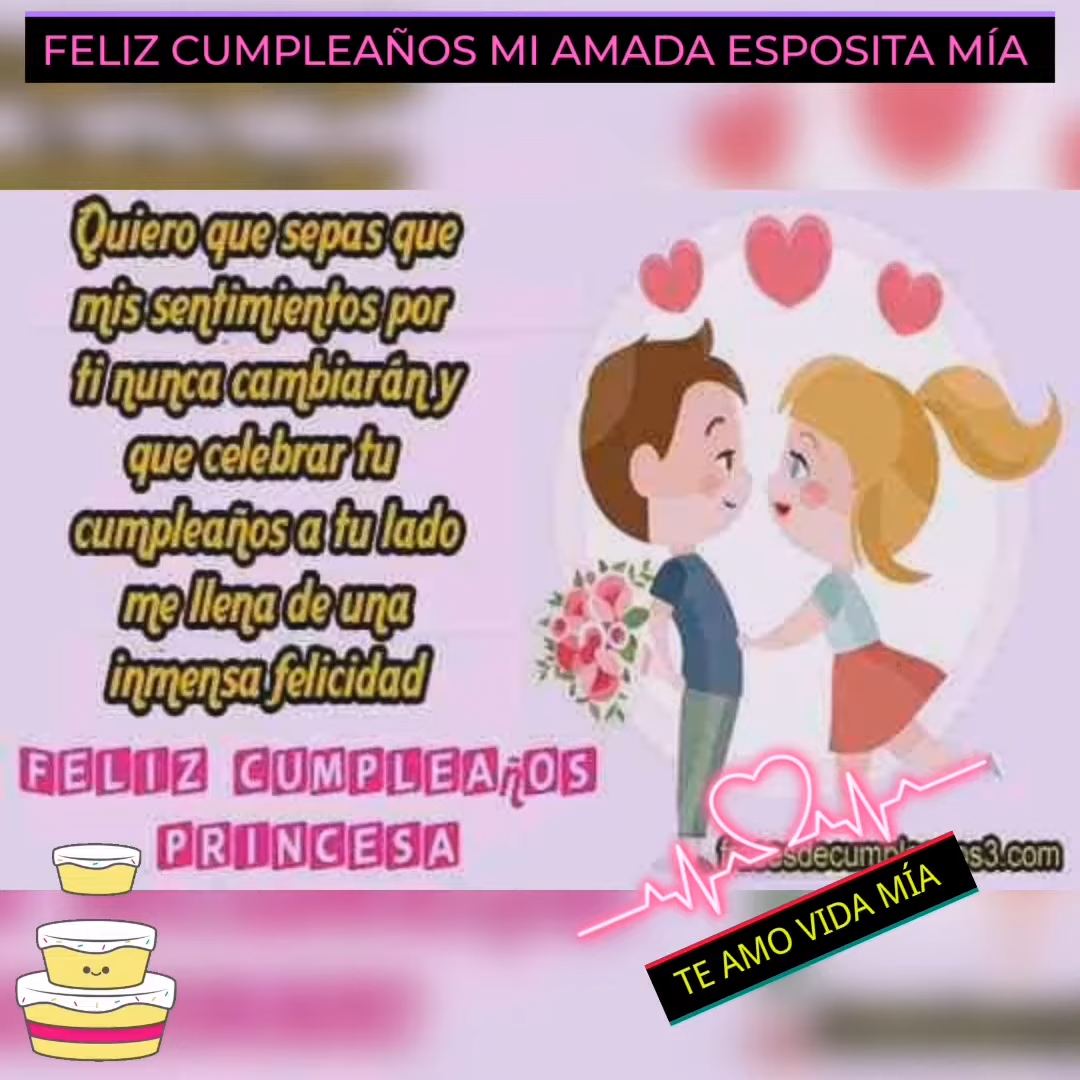 FELIZ CUMPLEAÑOS MI AMADA ESPOSITA MÍA
Quiero que sepas que
mis sentimientos por
ti nunca cambiarán y
que celebrar tu
cumpleaños a tu lado
me llena de una
inmensa felicidad
FELIZ CUMPLEAÑOS
PRINCESA
TE AMO VIDA MÍA